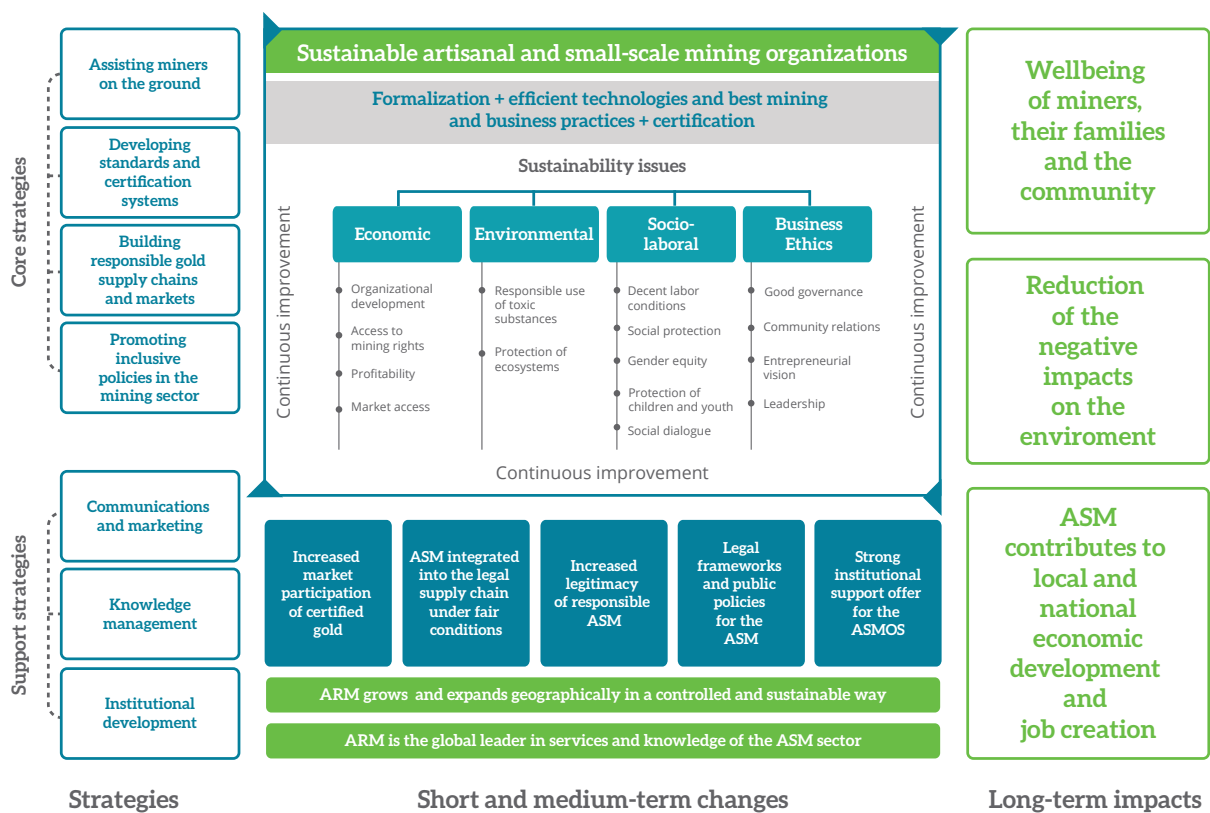 Core strategies
Assisting miners
on the ground
Developing
standards and
certification
systems
Building
responsible gold
supply chains
and markets
Promoting
inclusive
policies in the
mining sector
Support strategies
Communications
and marketing
Knowledge
management
Institutional
development
Strategies
Sustainable artisanal and small-scale mining organizations
Formalization + efficient technologies and best mining
and business practices + certification
Sustainability issues
Continuous improvement
Economic
Organizational
development
Access to
mining rights
Profitability
Market access
Environmental
Responsible use
of toxic
substances
Protection of
ecosystems
Socio-
laboral
Decent labor
conditions
Social protection
Gender equity
Protection of
children and youth
Social dialogue
Business
Ethics
Good governance
Community relations
Entrepreneurial
vision
Leadership
Continuous improvement
Continuous improvement
Increased
market
participation
of certified
gold
ASM integrated
into the legal
supply chain
under fair
conditions
Increased
legitimacy
of responsible
ASM
Legal
frameworks
and public
policies
for the
ASM
Strong
institutional
support offer
for the
ASMOS
ARM grows and expands geographically in a controlled and sustainable way
ARM is the global leader in services and knowledge of the ASM sector
Short and medium-term changes
Wellbeing
of miners,
their families
and the
community
Reduction
of the
negative
impacts
on the
enviroment
ASM
contributes to
local and
national
economic
development
and
job creation
Long-term impacts